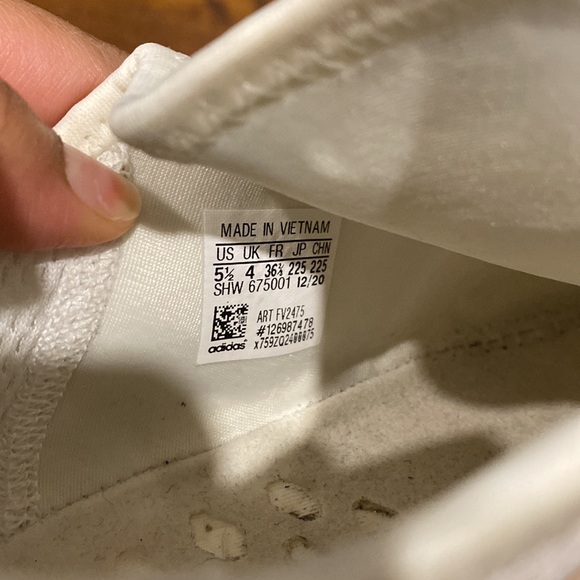 MADE IN VIETNAM
US UK FR JP CHN
5½ 4 36⅔ 225 225
SHW 675001 12/20
ART FV2475
#126987478
adidas